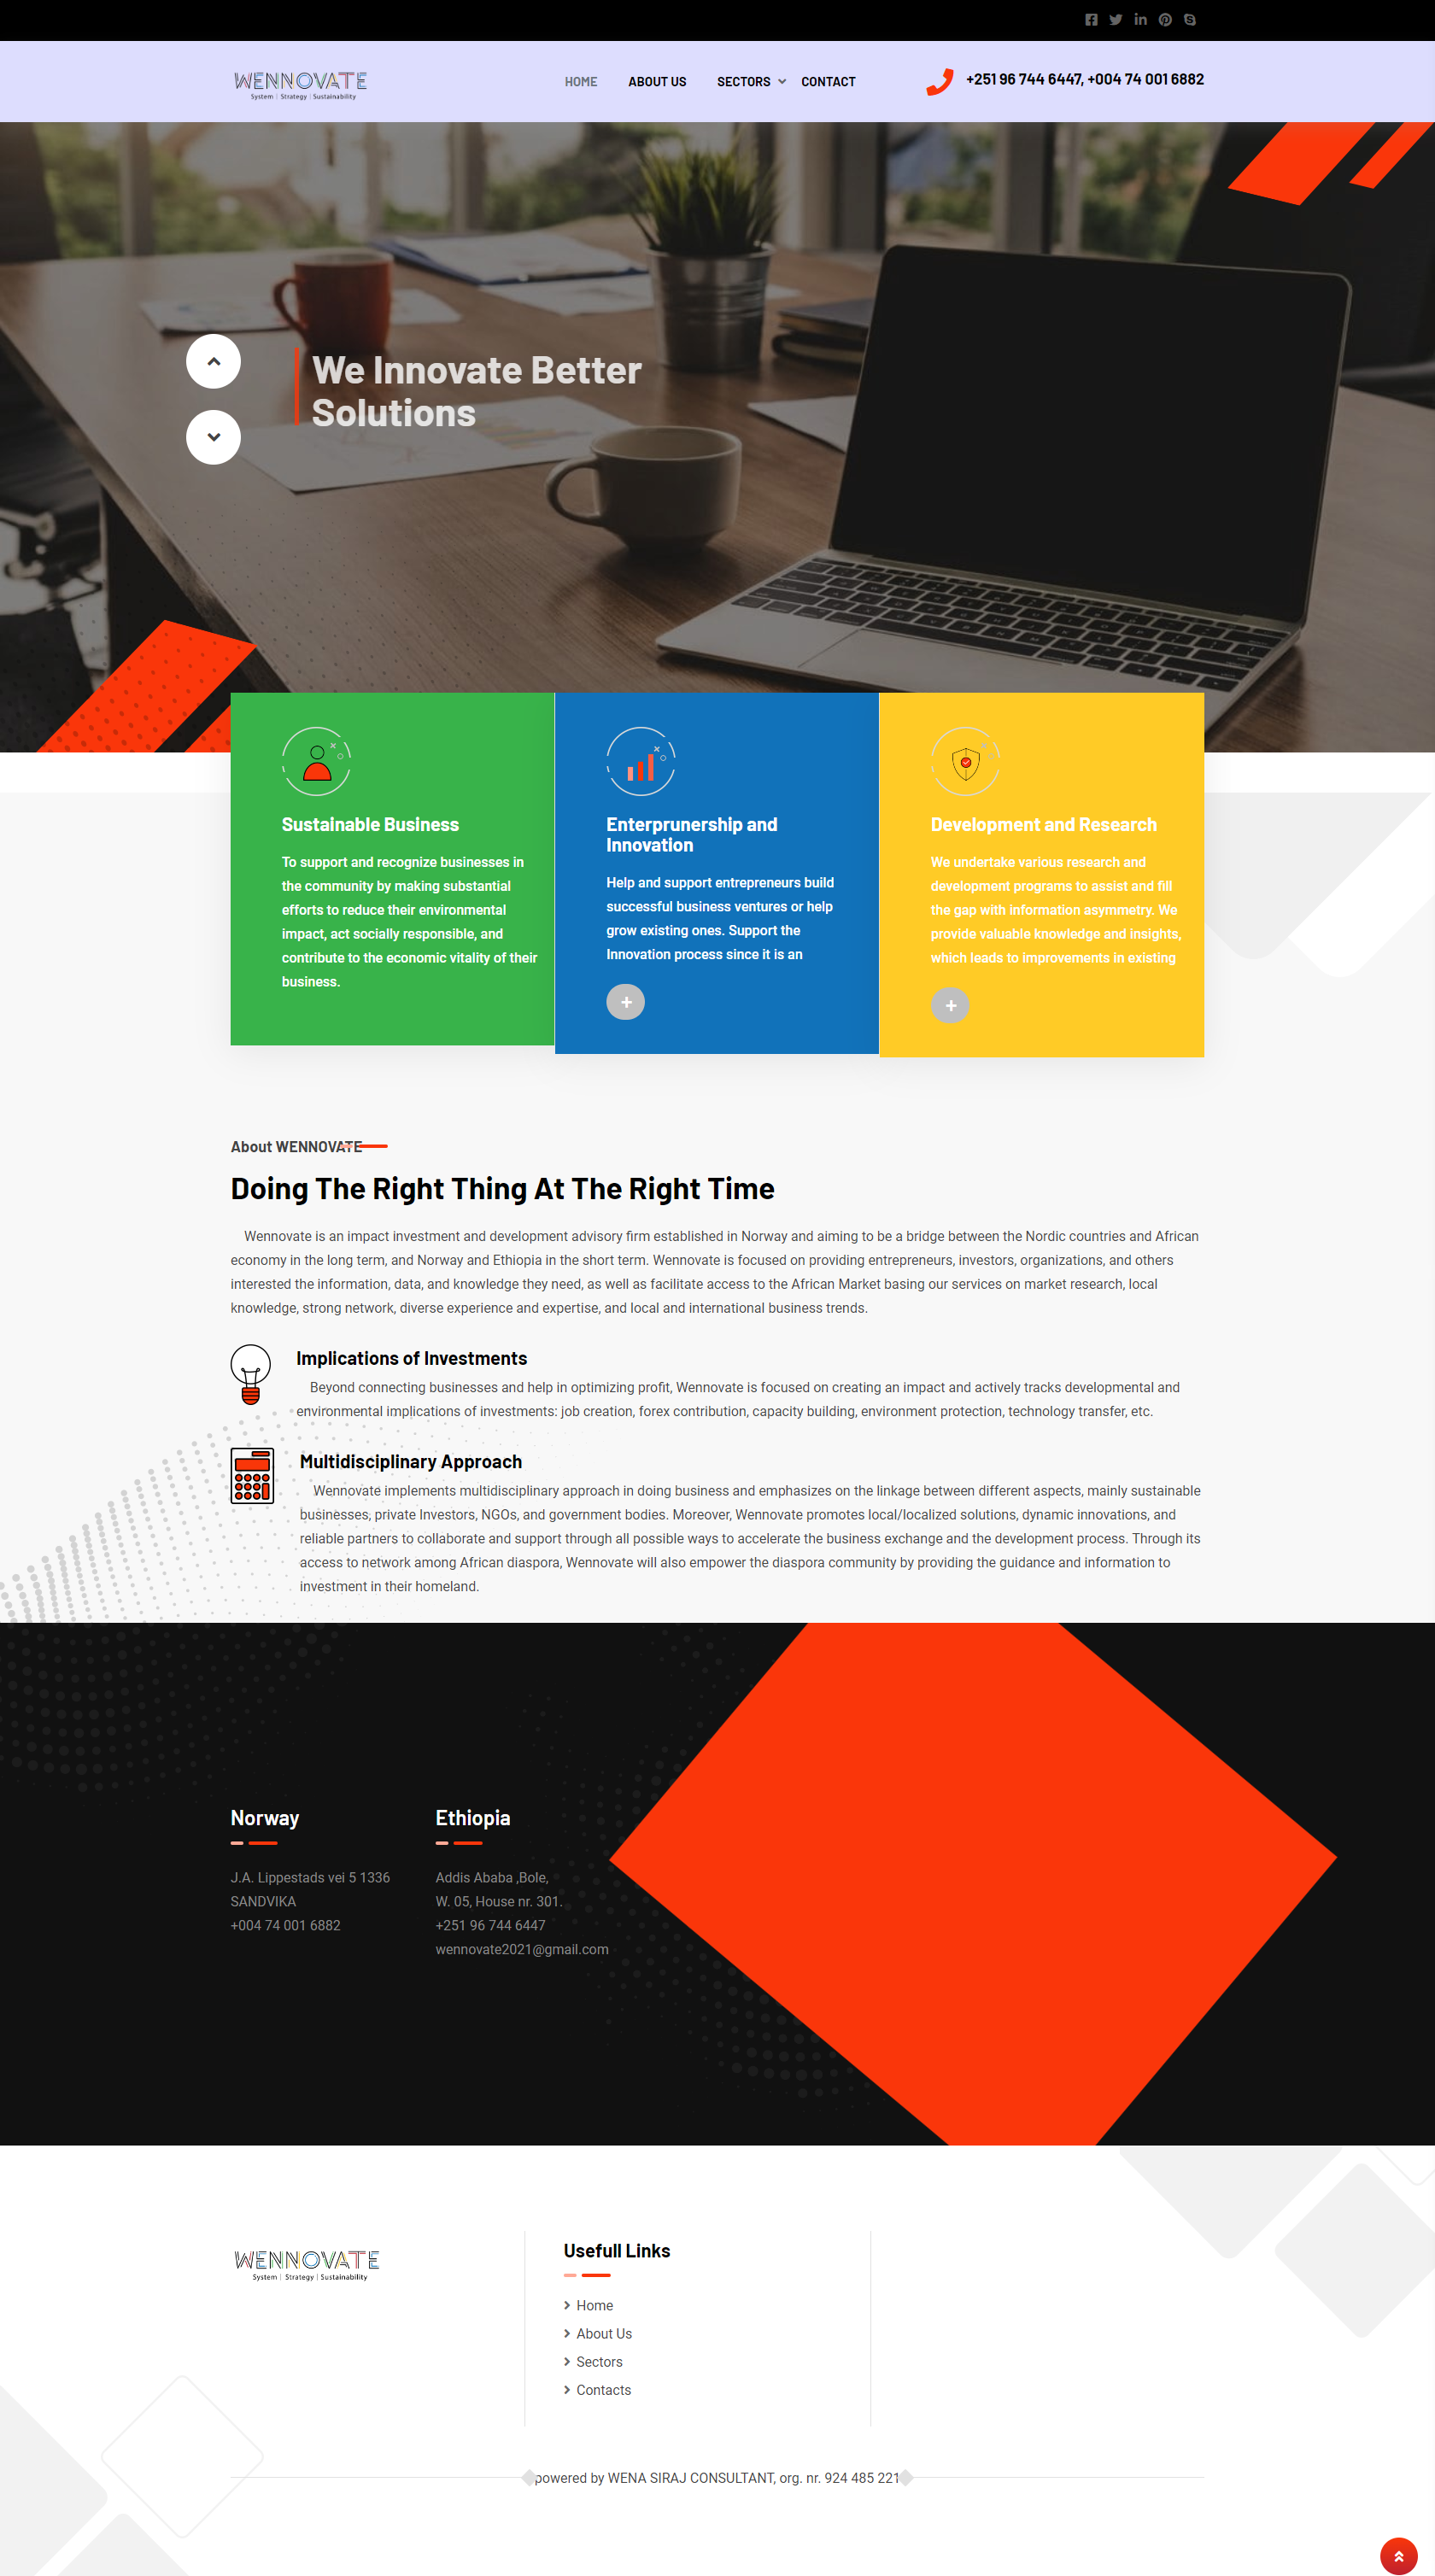 WENNOVATE
System | Strategy | Sustainability
HOME
ABOUT US
SECTORS
CONTACT
+251 96 744 6447, +004 74 001 6882
We Innovate Better
Solutions
Sustainable Business
To support and recognize businesses in
the community by making substantial
efforts to reduce their environmental
impact, act socially responsible, and
contribute to the economic vitality of their
business.
Enterprunership and
Innovation
Help and support entrepreneurs build
successful business ventures or help
grow existing ones. Support the
Innovation process since it is an
Development and Research
We undertake various research and
development programs to assist and fill
the gap with information asymmetry. We
provide valuable knowledge and insights,
which leads to improvements in existing
About WENNOVATE
Doing The Right Thing At The Right Time
Wennovate is an impact investment and development advisory firm established in Norway and aiming to be a bridge between the Nordic countries and African
economy in the long term, and Norway and Ethiopia in the short term. Wennovate is focused on providing entrepreneurs, investors, organizations, and others
interested the information, data, and knowledge they need, as well as facilitate access to the African Market basing our services on market research, local
knowledge, strong network, diverse experience and expertise, and local and international business trends.
Implications of Investments
Beyond connecting businesses and help in optimizing profit, Wennovate is focused on creating an impact and actively tracks developmental and
environmental implications of investments: job creation, forex contribution, capacity building, environment protection, technology transfer, etc.
Multidisciplinary Approach
Wennovate implements multidisciplinary approach in doing business and emphasizes on the linkage between different aspects, mainly sustainable
businesses, private Investors, NGOs, and government bodies. Moreover, Wennovate promotes local/localized solutions, dynamic innovations, and
reliable partners to collaborate and support through all possible ways to accelerate the business exchange and the development process. Through its
access to network among African diaspora, Wennovate will also empower the diaspora community by providing the guidance and information to
investment in their homeland.
Norway
J.A. Lippestads vei 5 1336
SANDVIKA
+004 74 001 6882
Ethiopia
Addis Ababa ,Bole,
W. 05, House nr. 301.
+251 96 744 6447
wennovate2021@gmail.com
WENNOVATE
System | Strategy | Sustainability
Usefull Links
Home
About Us
Sectors
Contacts
powered by WENA SIRAJ CONSULTANT, org. nr. 924 485 221